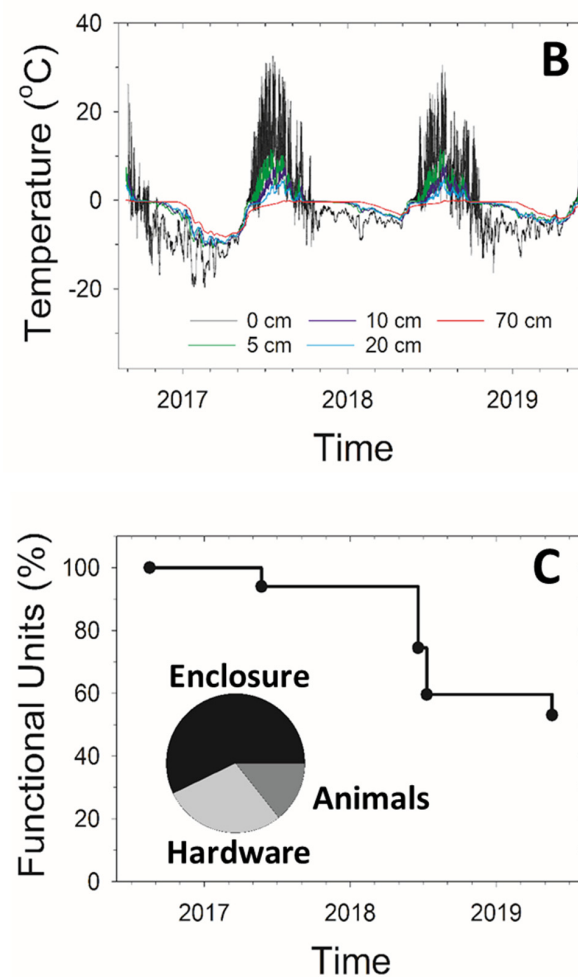 40
B
20
0
-20
Temperature (°C)
0 cm 10 cm 70 cm
5 cm 20 cm
2017 2018 2019
Time
C
100
80
60
40
20
0
Functional Units (%)
Enclosure
Animals
Hardware
2017 2018 2019
Time